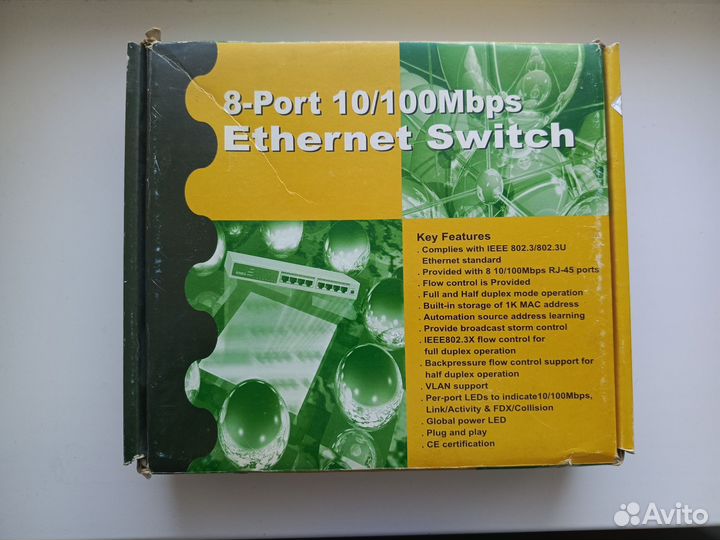 8-Port 10/100Mbps
Ethernet Switch
Key Features
. Complies with IEEE 802.3/802.3U
Ethernet standard
. Provided with 8 10/100Mbps RJ-45 ports
. Flow control is Provided
. Full and Half duplex mode operation
. Built-in storage of 1K MAC address
. Automation source address learning
. Provide broadcast storm control
. IEEE802.3X flow control for
full duplex operation
. Backpressure flow control support for
half duplex operation
. VLAN support
. Per-port LEDs to indicate10/100Mbps,
Link/Activity & FDX/Collision
. Global power LED
. Plug and play
. CE certification
Avito